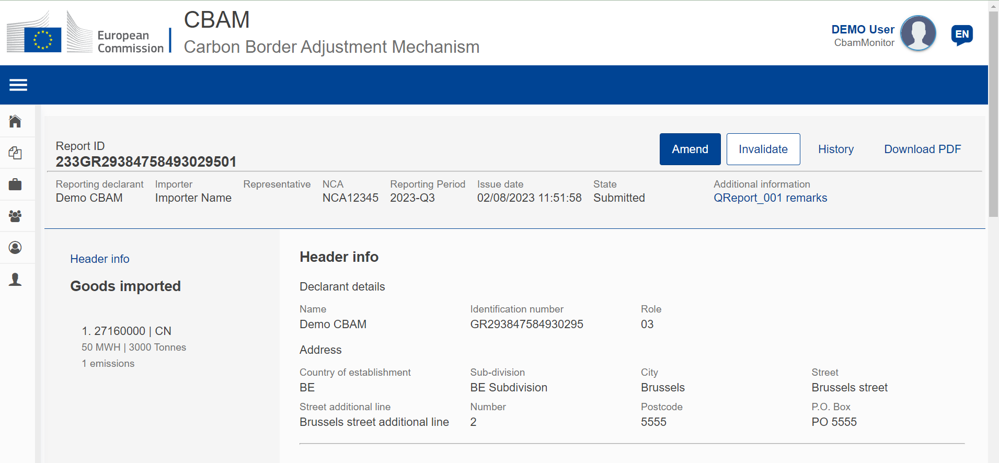 European
Commission
CBAM
Carbon Border Adjustment Mechanism
DEMO User
CbamMonitor
EN
Report ID
233GR29384758493029501
Amend
Invalidate
History
Download PDF
Reporting declarant
Demo CBAM
Importer
Importer Name
Representative
NCA
NCA12345
Reporting Period
2023-Q3
Issue date
02/08/2023 11:51:58
State
Submitted
Additional information
QReport_001 remarks
Header info
Goods imported
1. 27160000 | CN
50 MWH | 3000 Tonnes
1 emissions
Header info
Declarant details
Name
Demo CBAM
Identification number
GR293847584930295
Role
03
Address
Country of establishment
BE
Sub-division
BE Subdivision
City
Brussels
Street
Brussels street
Street additional line
Brussels street additional line
Number
2
Postcode
5555
P.O. Box
PO 5555